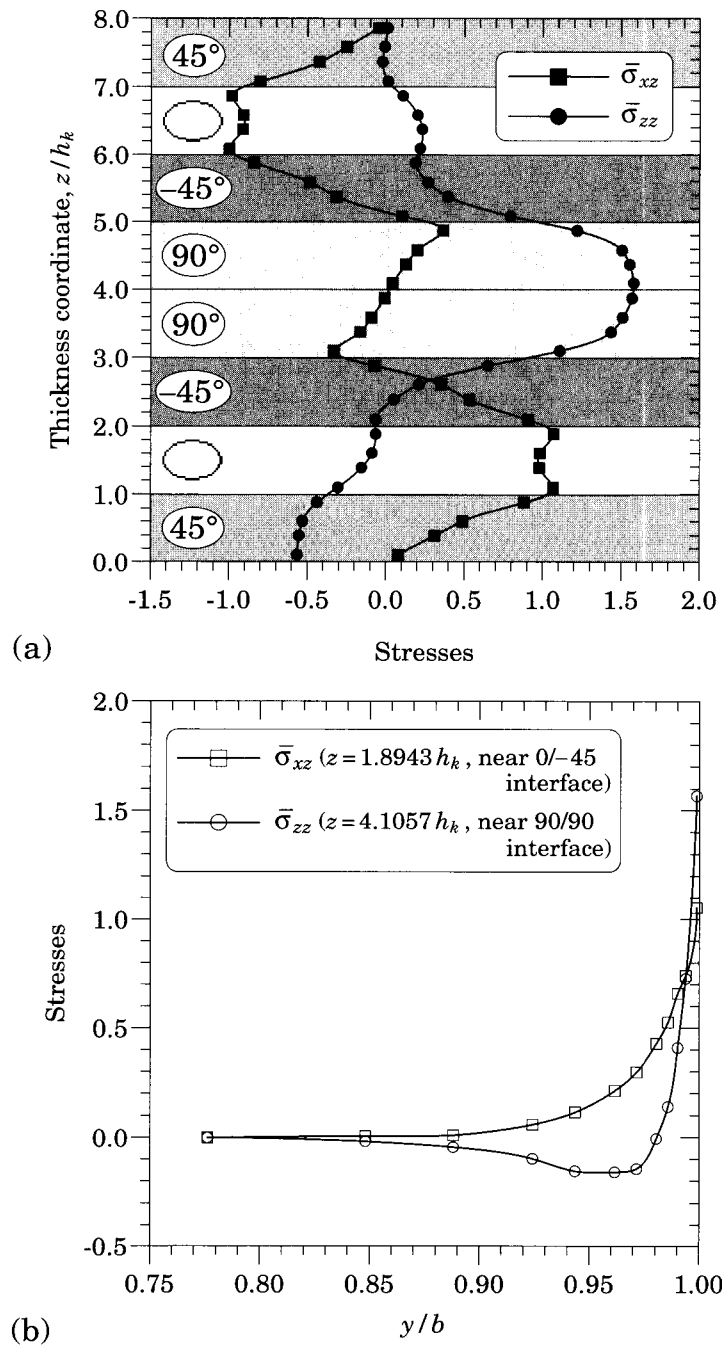 8.0
45°
σ̄xz
σ̄zz
7.0
6.0
–45°
5.0
90°
4.0
90°
3.0
–45°
2.0
1.0
45°
0.0
-1.5 -1.0 -0.5 0.0 0.5 1.0 1.5 2.0
Thickness coordinate, z/hk
Stresses
(a)
2.0
σ̄xz (z=1.8943hk, near 0/–45
interface)
σ̄zz (z=4.1057hk, near 90/90
interface)
1.5
1.0
0.5
0.0
-0.5
0.75 0.80 0.85 0.90 0.95 1.00
Stresses
y/b
(b)